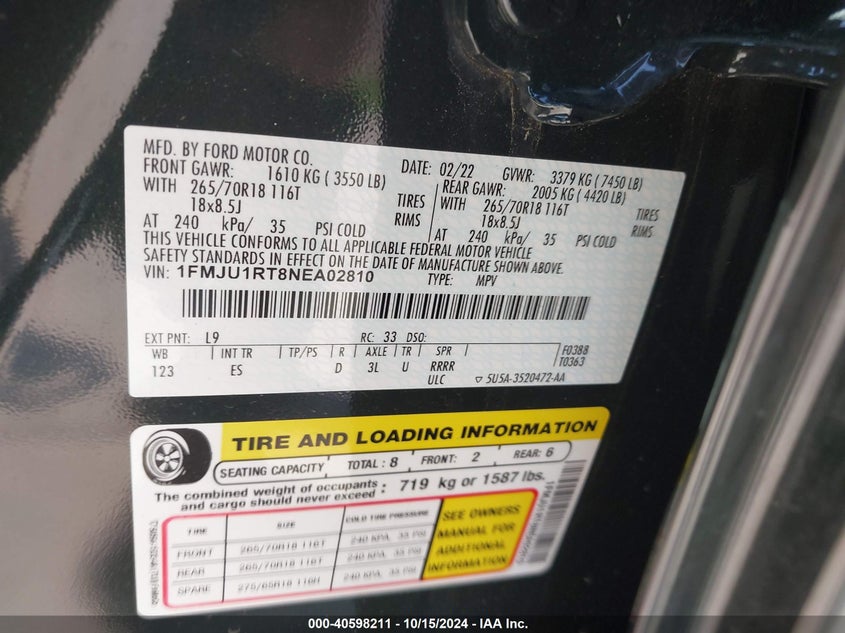 MFD. BY FORD MOTOR CO.
DATE: 02/22 GVWR: 3379 KG ( 7450 LB)
FRONT GAWR: 1610 KG ( 3550 LB) REAR GAWR: 2005 KG ( 4420 LB)
WITH 265/70R18 116T TIRES WITH 265/70R18 116T TIRES
18x8.5J RIMS 18x8.5J RIMS
AT 240 kPa/ 35 PSI COLD AT 240 kPa/ 35 PSI COLD
THIS VEHICLE CONFORMS TO ALL APPLICABLE FEDERAL MOTOR VEHICLE
SAFETY STANDARDS IN EFFECT ON THE DATE OF MANUFACTURE SHOWN ABOVE.
VIN: 1FMJU1RT8NEA02810 TYPE: MPV
EXT PNT: L9 RC: 33 DSO:
WB INT TR TP/PS R AXLE TR SPR F0388
123 ES D 3L U RRRR T0363
ULC ▽ 5U5A-3520472-AA
TIRE AND LOADING INFORMATION
SEATING CAPACITY TOTAL : 8 FRONT: 2 REAR: 6
The combined weight of occupants : 719 kg or 1587 lbs.
and cargo should never exceed
TIRE SIZE COLD TIRE PRESSURE
FRONT 265/70R18 116T 240 KPA, 35 PSI
REAR 265/70R18 116T 240 KPA, 35 PSI
SPARE 275/65R18 116H 240 KPA, 35 PSI
SEE OWNERS
MANUAL FOR
ADDITIONAL
INFORMATION
000-40598211 - 10/15/2024 - IAA Inc.